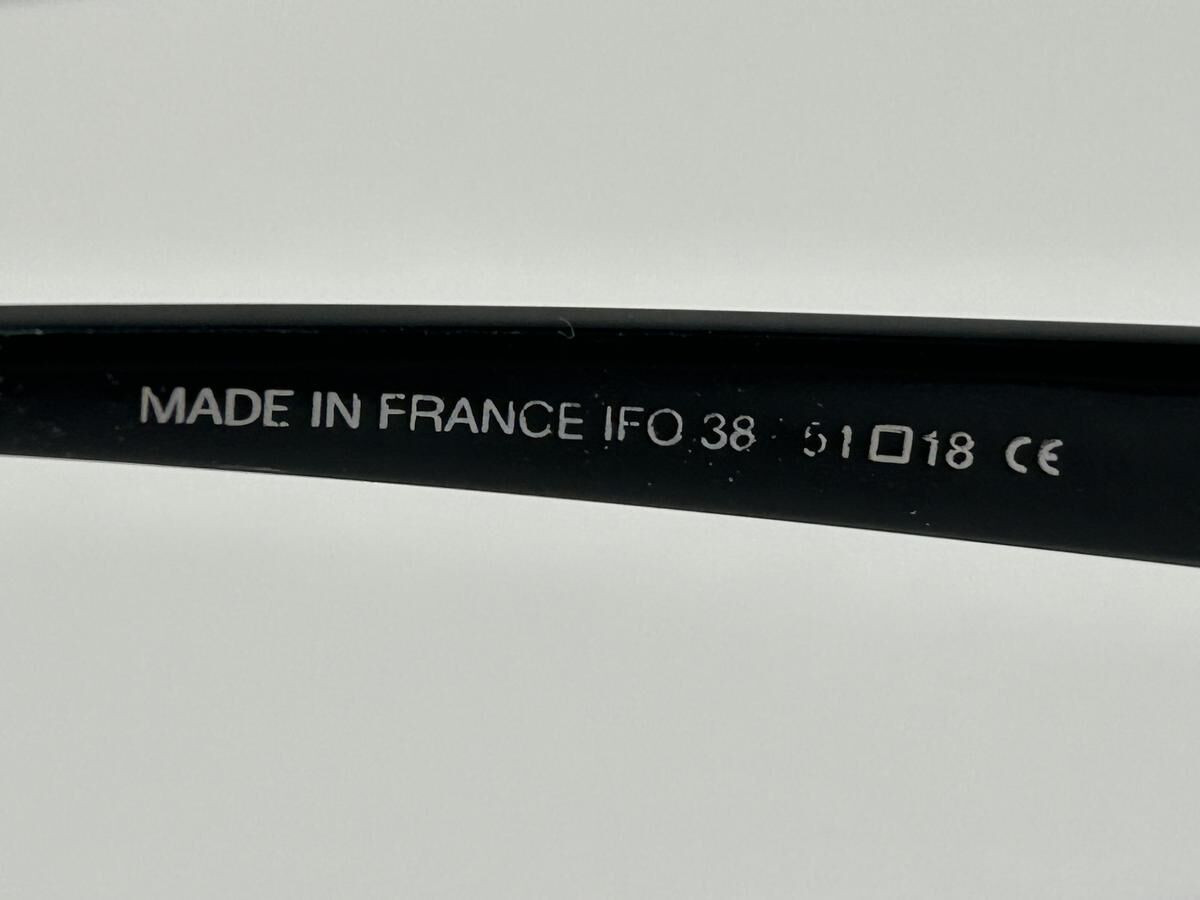 MADE IN FRANCE IFO 38 51□18 CE